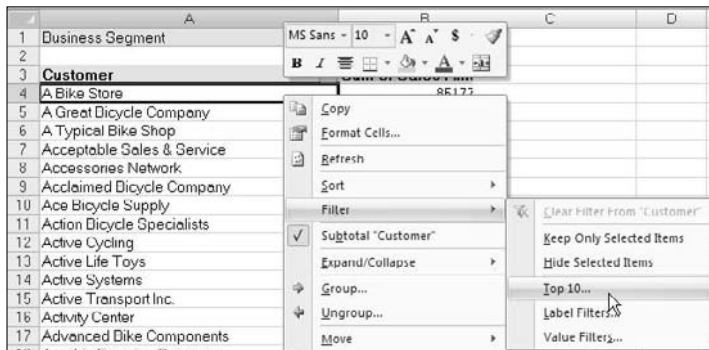 A B C D
1 Business Segment MS Sans 10 A A $
2 B I A
3 Customer
4 A Bike Store 85177
5 A Great Bicycle Company Copy
6 A Typical Bike Shop Format Cells...
7 Acceptable Sales & Service Refresh
8 Accessories Network
9 Acclaimed Bicycle Company Sort
10 Ace Bicycle Supply Filter Clear Filter From "Customer"
11 Action Bicycle Specialists Subtotal "Customer" Keep Only Selected Items
12 Active Cycling
13 Active Life Toys Expand/Collapse Hide Selected Items
14 Active Systems Group... Top 10...
15 Active Transport Inc. Ungroup... Label Filters...
16 Activity Center
17 Advanced Bike Components Move Value Filters...